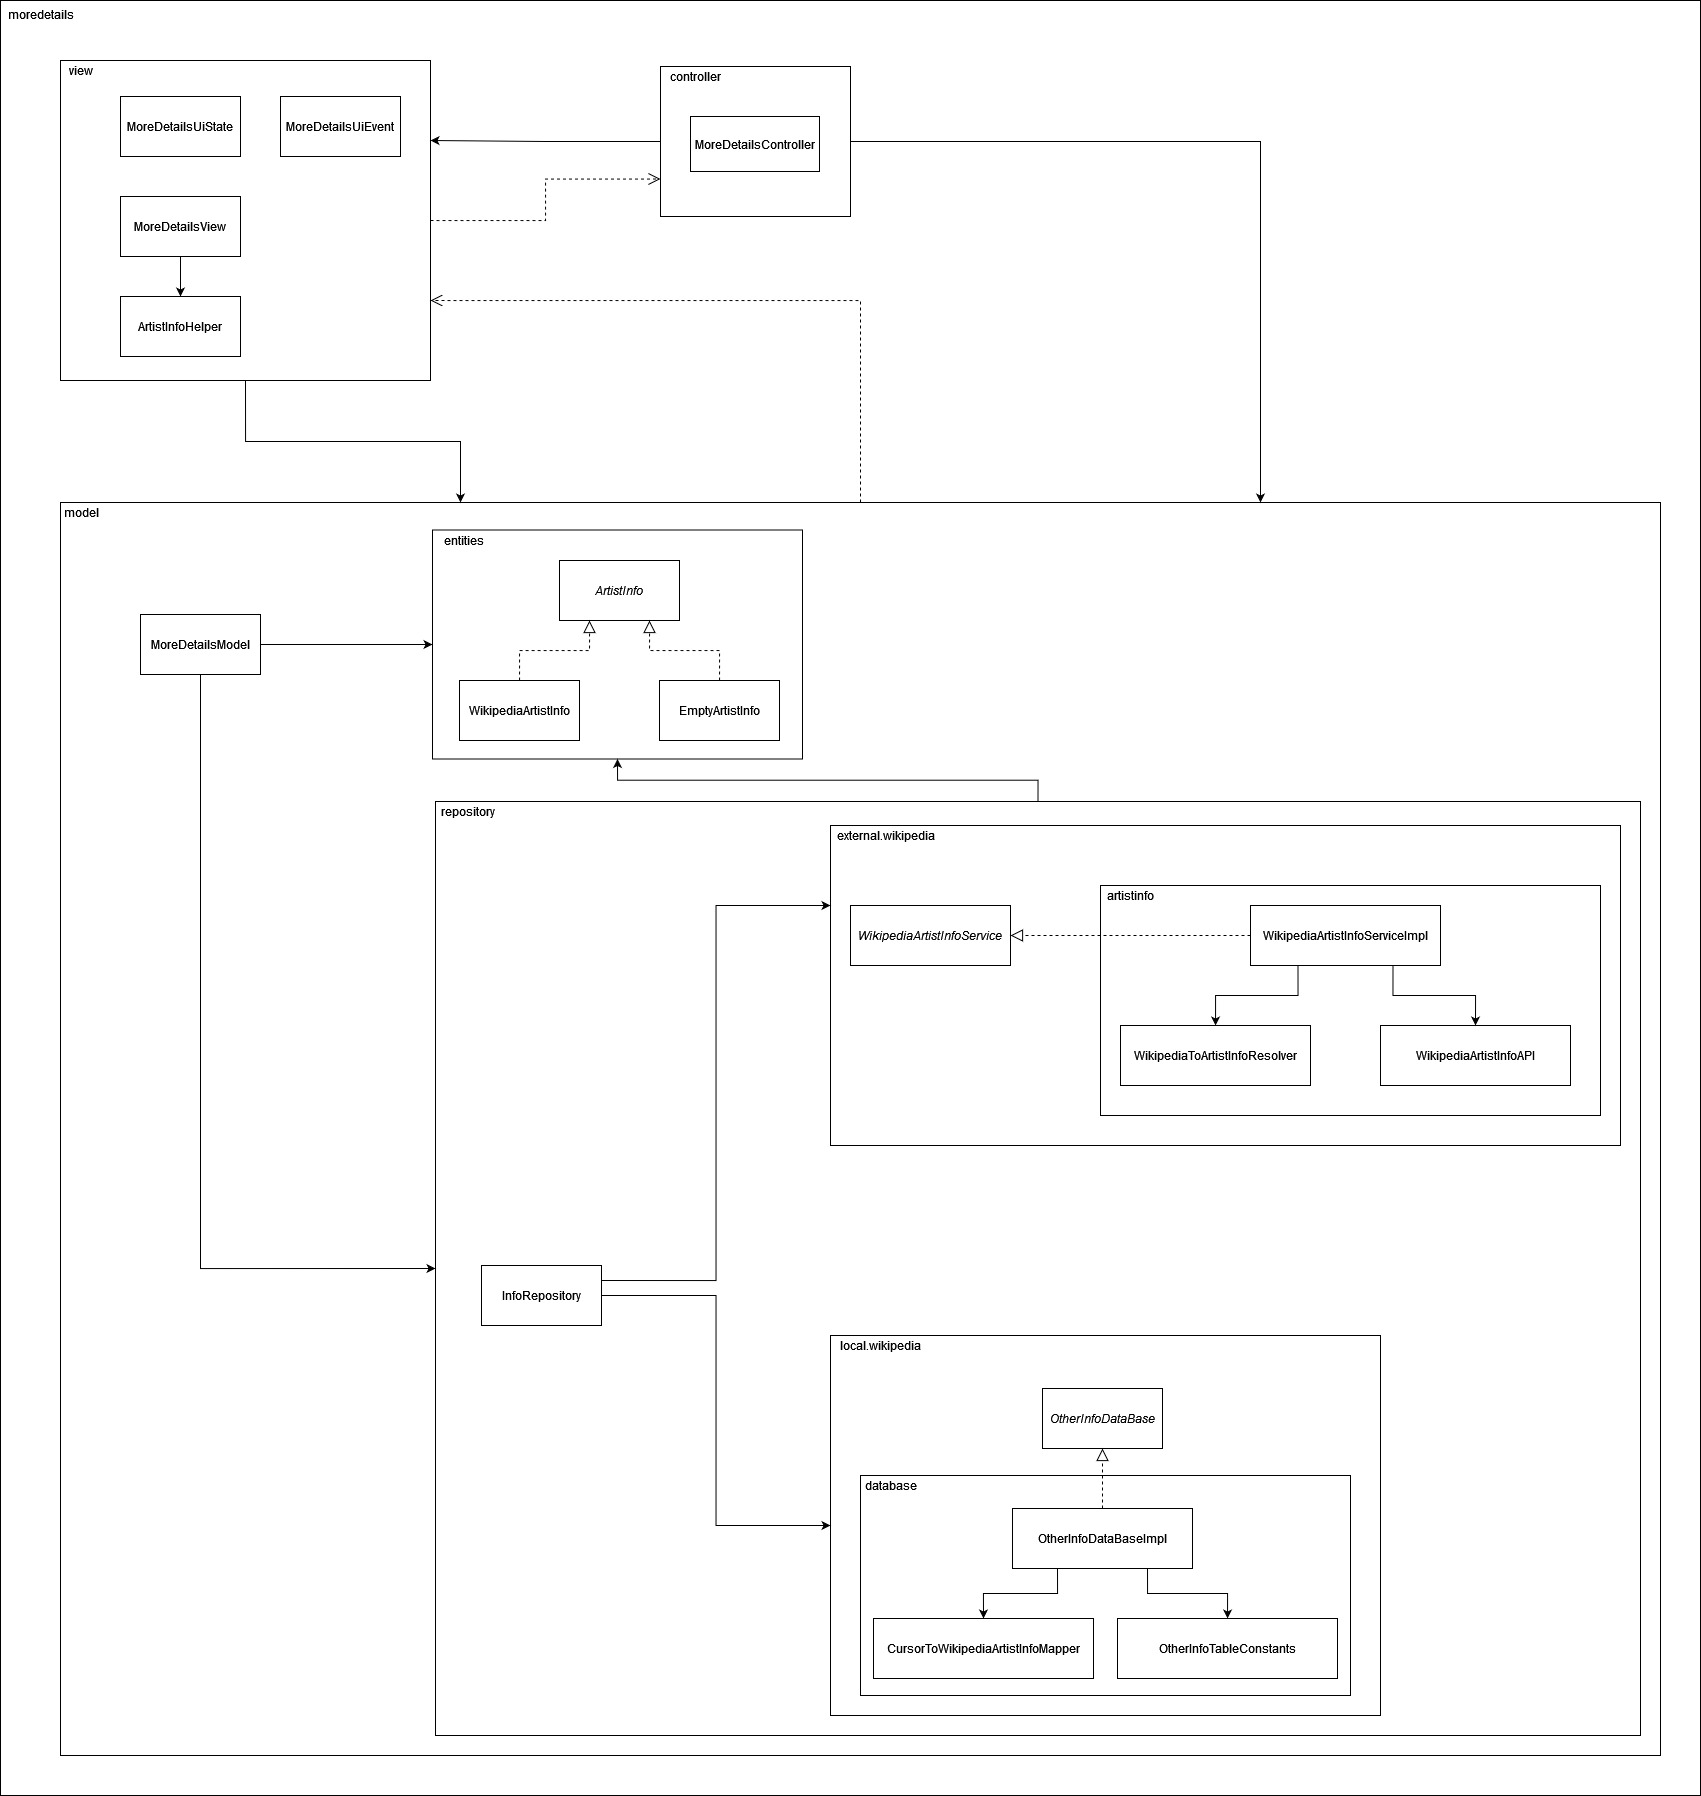 moredetails
view
controller
MoreDetailsUiState
MoreDetailsUiEvent
MoreDetailsController
MoreDetailsView
ArtistInfoHelper
model
entities
ArtistInfo
MoreDetailsModel
WikipediaArtistInfo
EmptyArtistInfo
repository
external.wikipedia
artistinfo
WikipediaArtistInfoService
WikipediaArtistInfoServiceImpl
WikipediaToArtistInfoResolver
WikipediaArtistInfoAPI
InfoRepository
local.wikipedia
OtherInfoDataBase
database
OtherInfoDataBaseImpl
CursorToWikipediaArtistInfoMapper
OtherInfoTableConstants